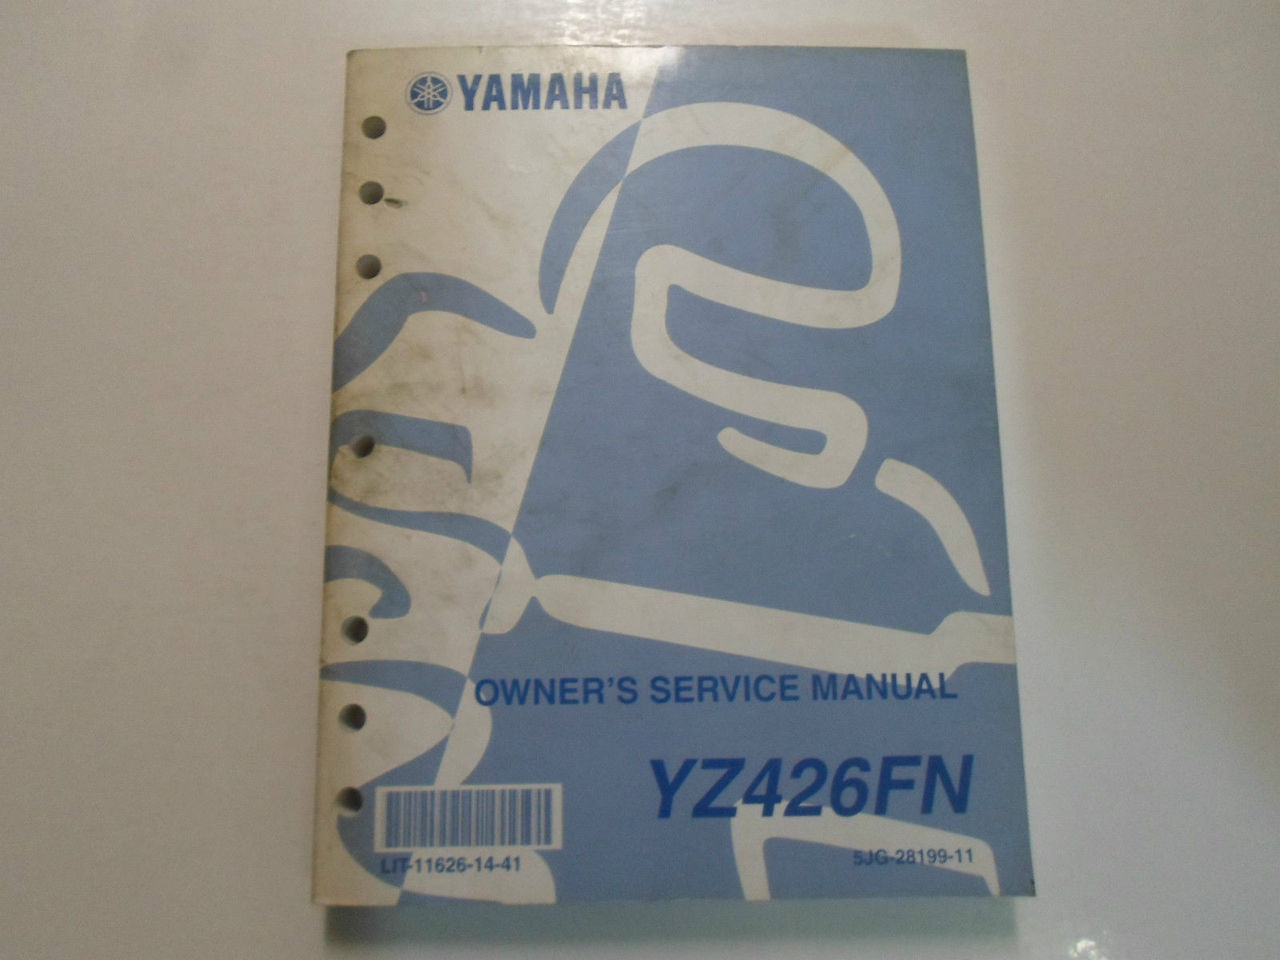 YAMAHA
OWNER'S SERVICE MANUAL
YZ426FN
LIT-11626-14-41
5JG-28199-11